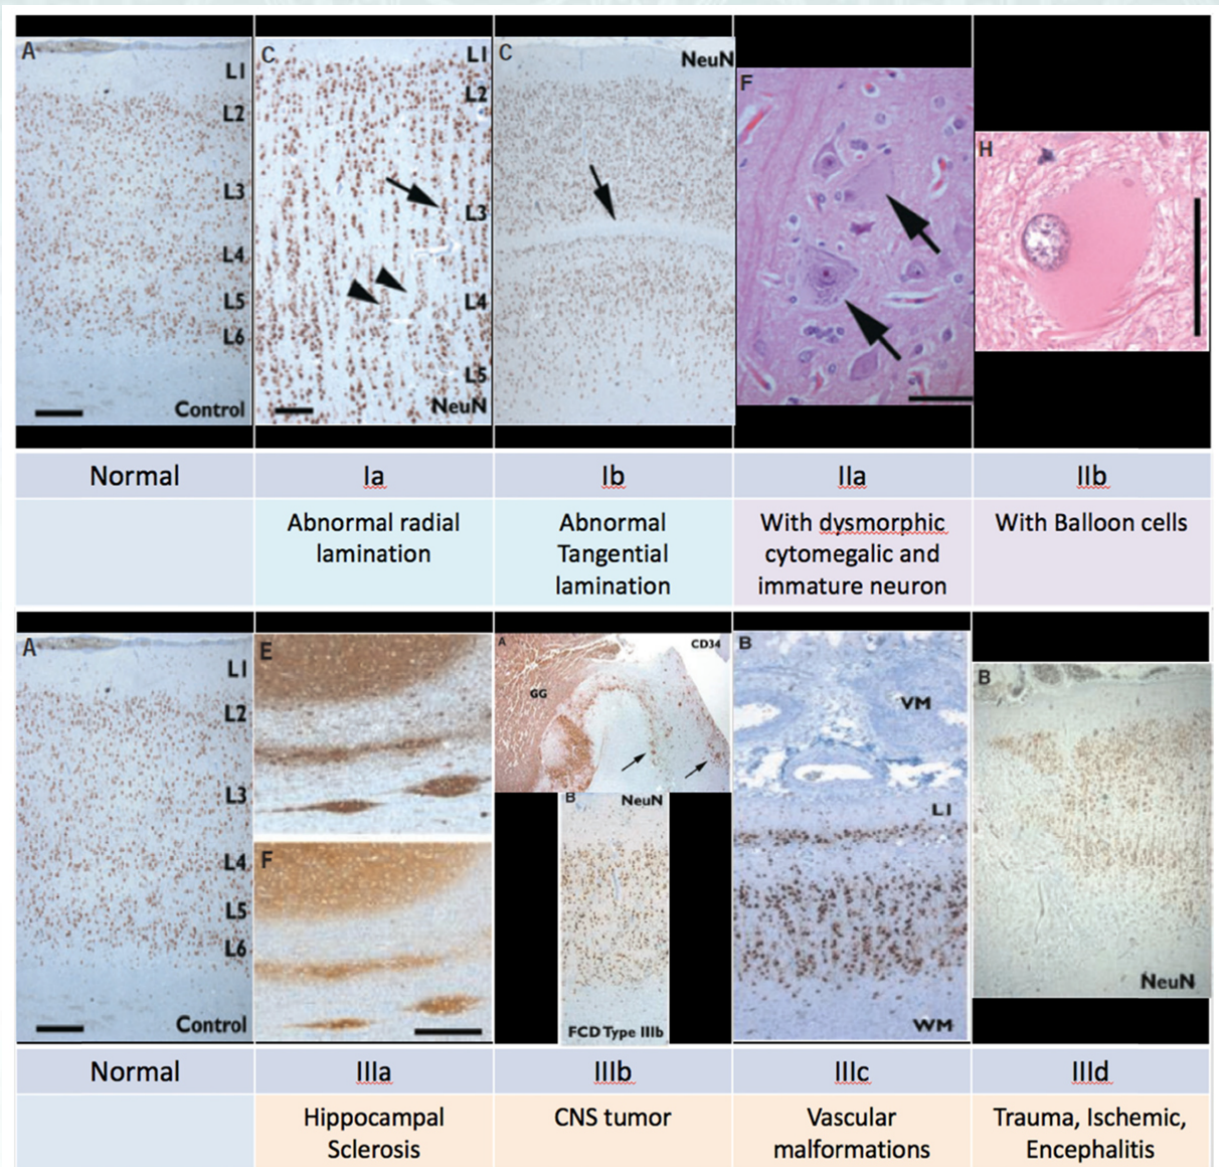 A
L1
L2
L3
L4
L5
L6
Control
C
L1
L2
L3
L4
L5
NeuN
C
NeuN
F
H
Normal
Ia
Ib
IIa
IIb
Abnormal radial
lamination
Abnormal
Tangential
lamination
With dysmorphic
cytomegalic and
immature neuron
With Balloon cells
A
L1
L2
L3
L4
L5
L6
Control
E
F
A
CD34
GG
B
NeuN
FCD Type IIIb
B
VM
L1
WM
B
NeuN
Normal
IIIa
IIIb
IIIc
IIId
Hippocampal
Sclerosis
CNS tumor
Vascular
malformations
Trauma, Ischemic,
Encephalitis